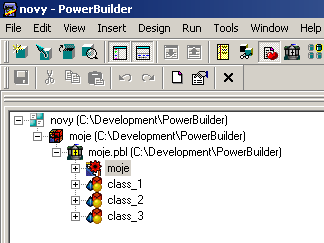 novy - PowerBuilder
File Edit View Insert Design Run Tools Window
novy (C:\Development\PowerBuilder)
moje (C:\Development\PowerBuilder)
moje.pbl (C:\Development\PowerBuilder)
moje
class_1
class_2
class_3